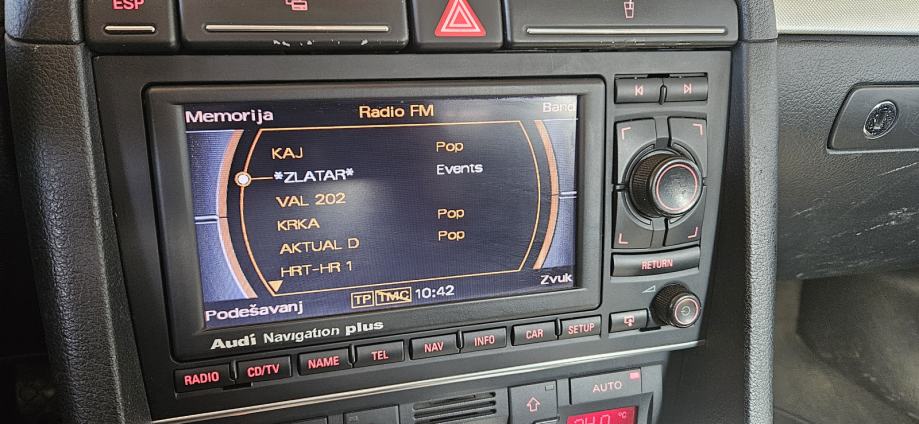 ESP
Memorija Radio FM Band
KAJ Pop
*ZLATAR* Events
VAL 202
KRKA Pop
AKTUAL D Pop
HRT-HR 1
Podešavanj TP TMC 10:42 Zvuk
Audi Navigation plus
RETURN
RADIO CD/TV NAME TEL NAV INFO CAR SETUP
AUTO
24.0 °C